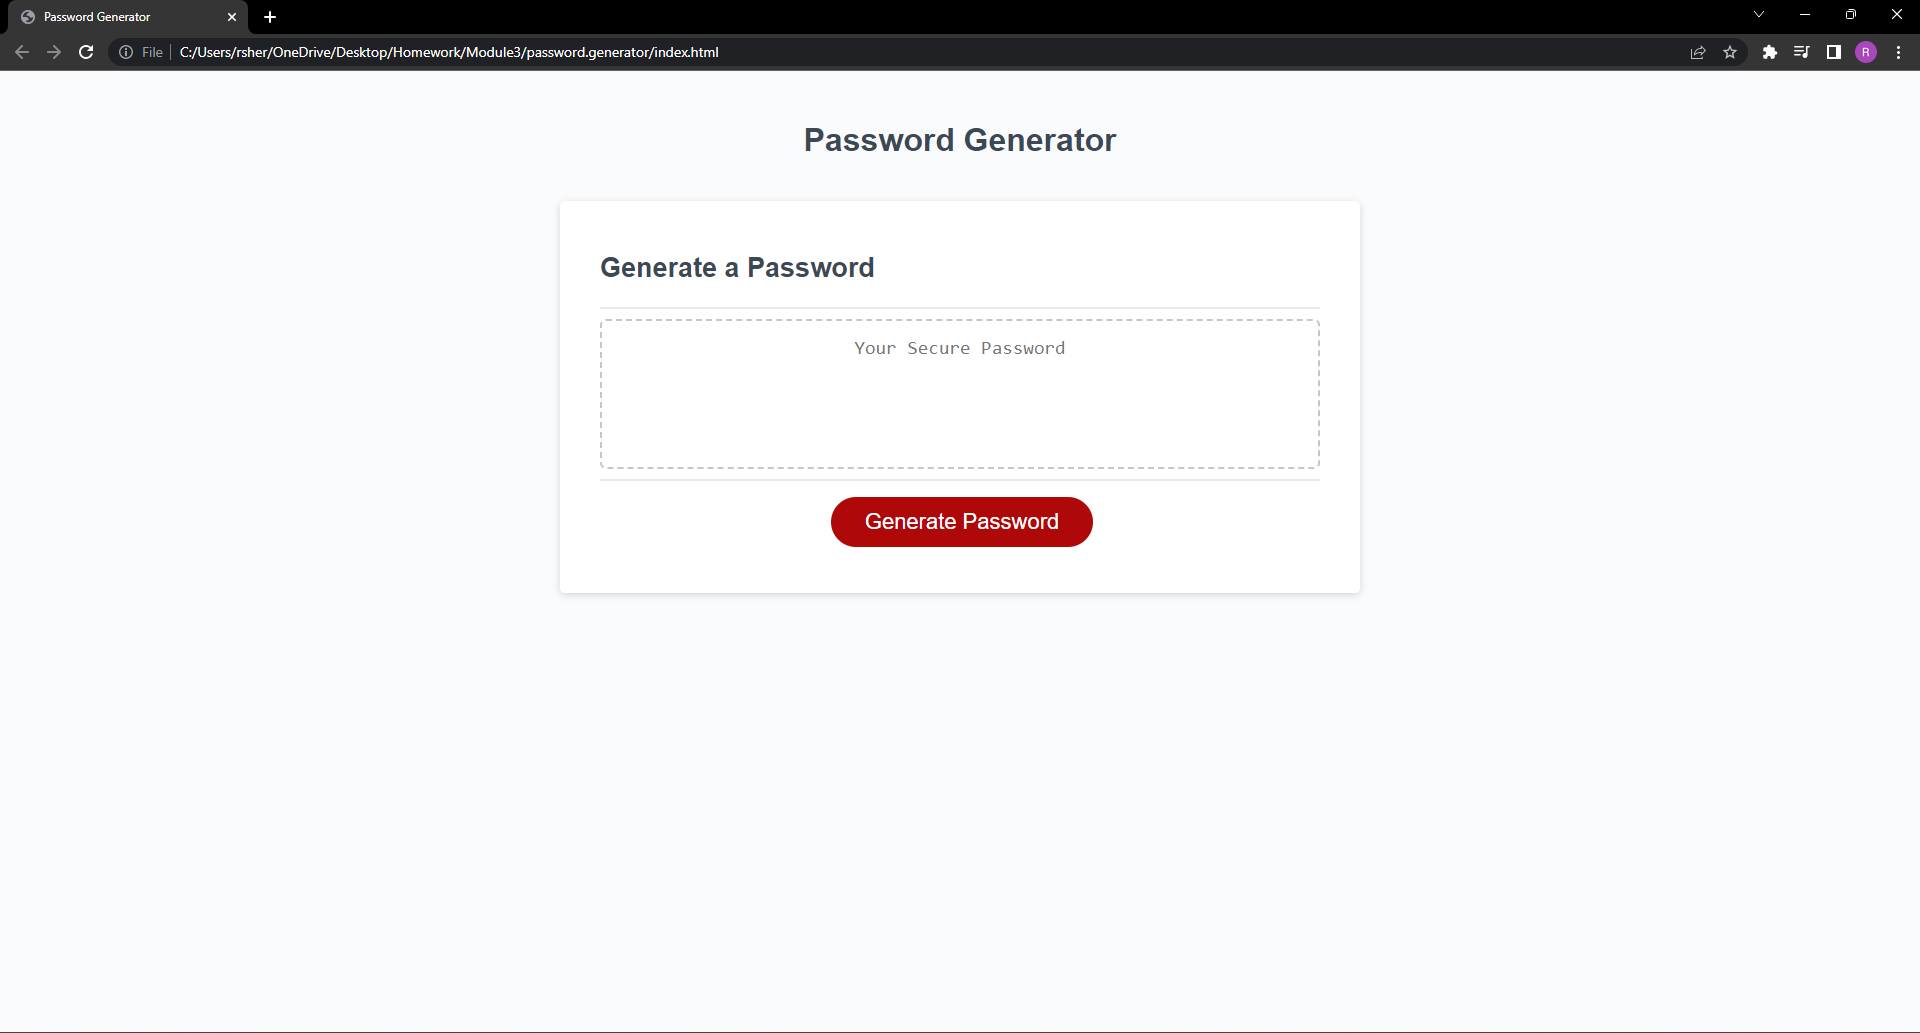 Password Generator
File
C:/Users/rsher/OneDrive/Desktop/Homework/Module3/password.generator/index.html
R
Password Generator
Generate a Password
Your Secure Password
Generate Password